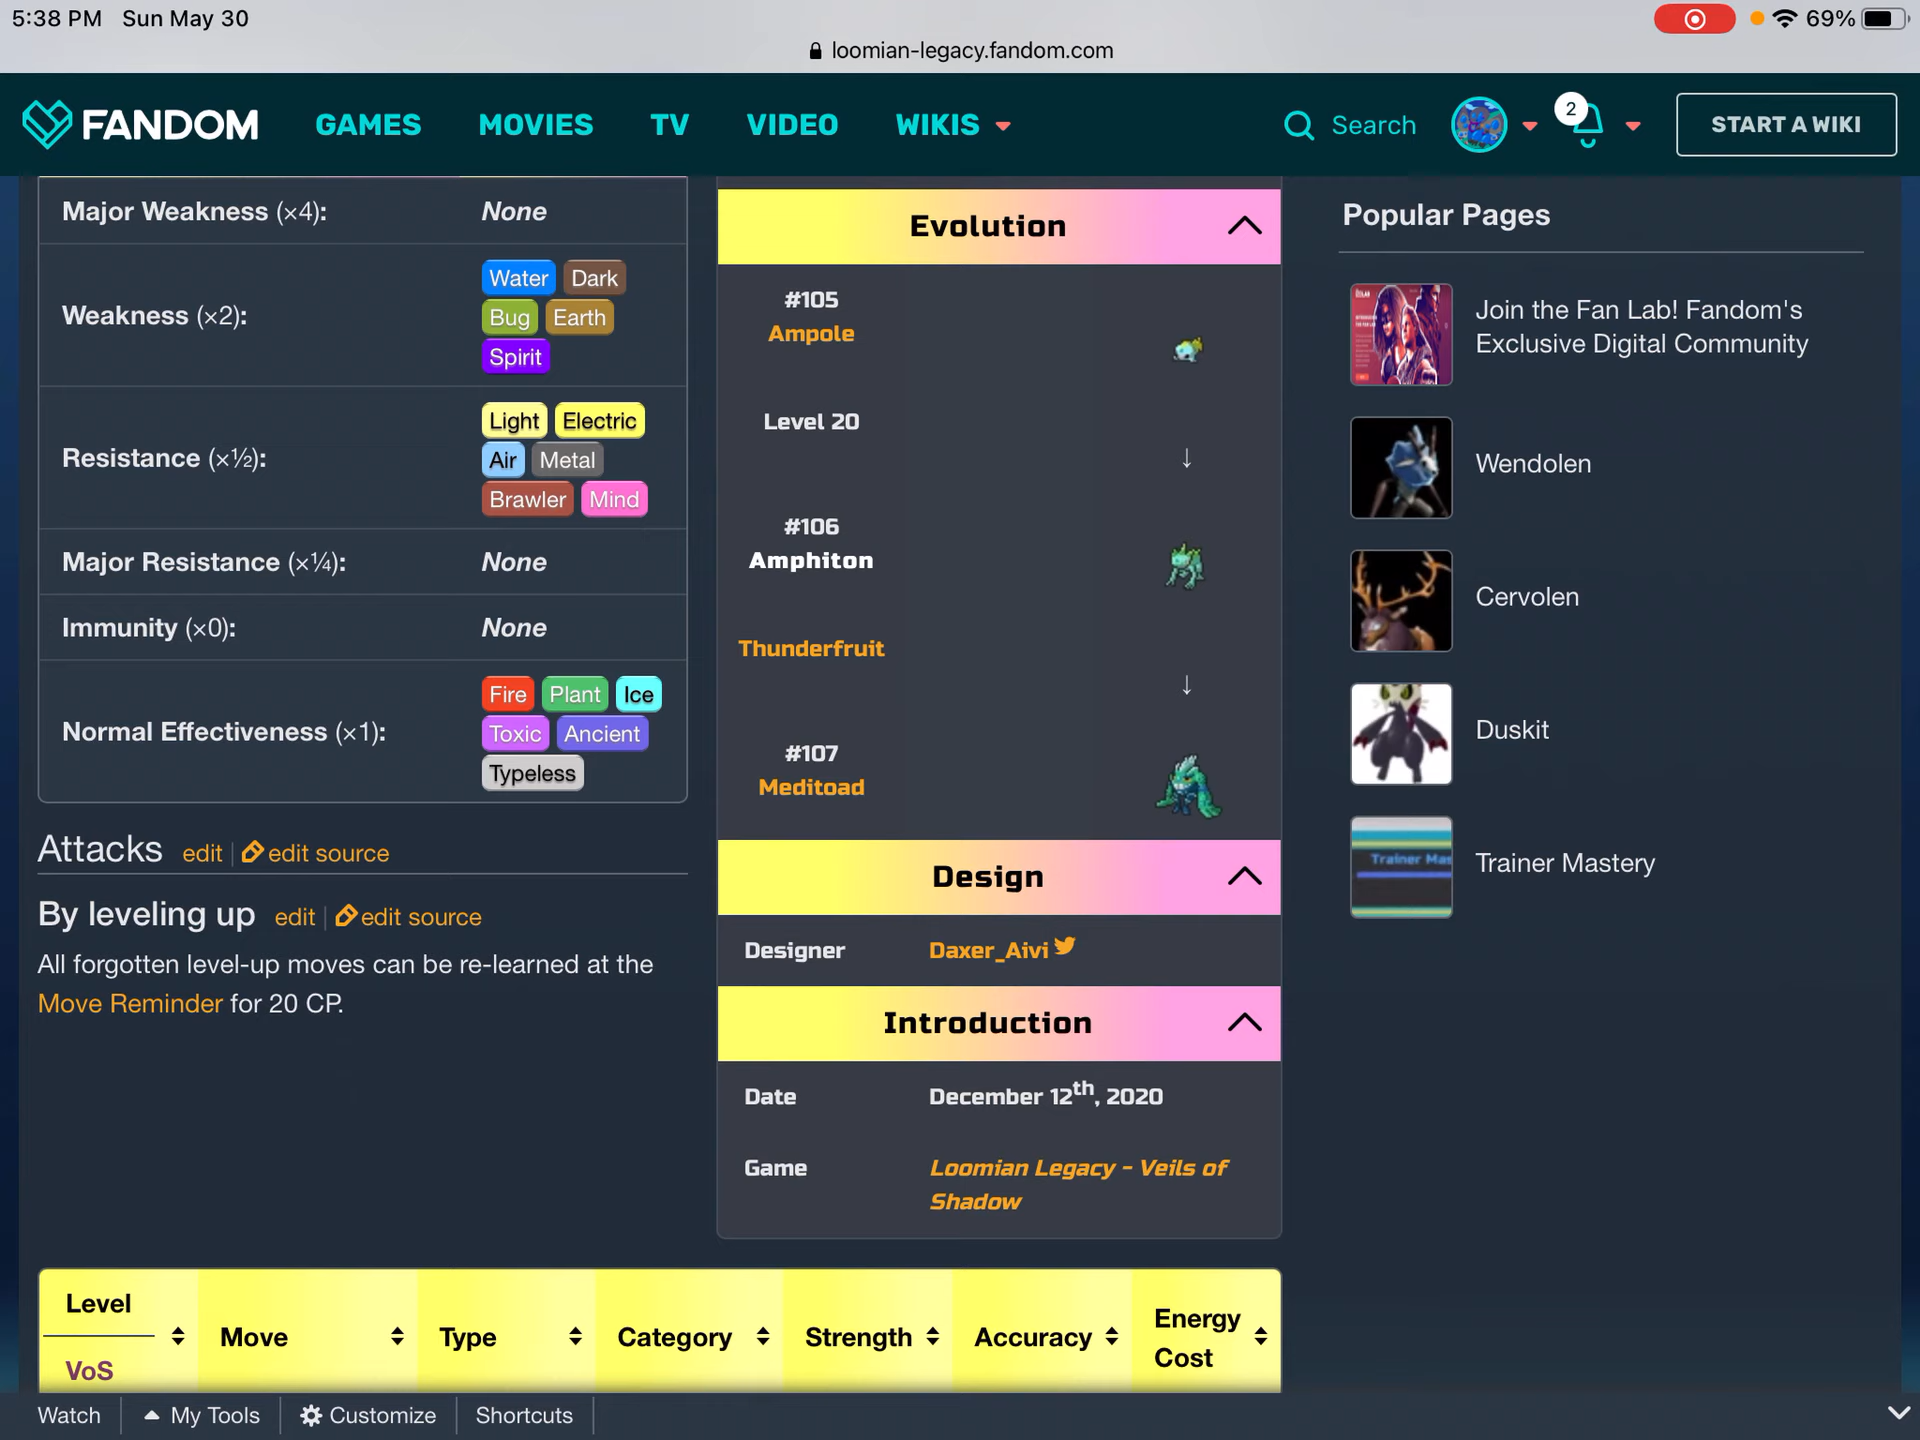 5:38 PM Sun May 30
69%
loomian-legacy.fandom.com
FANDOM
GAMES
MOVIES
TV
VIDEO
WIKIS
Search
2
START A WIKI
Major Weakness (×4): None
Weakness (×2):
Water Dark
Bug Earth
Spirit
Resistance (×½):
Light Electric
Air Metal
Brawler Mind
Major Resistance (×¼): None
Immunity (×0): None
Normal Effectiveness (×1):
Fire Plant Ice
Toxic Ancient
Typeless
Attacks edit | edit source
By leveling up edit | edit source
All forgotten level-up moves can be re-learned at the
Move Reminder for 20 CP.
Evolution
#105
Ampole
Level 20
↓
#106
Amphiton
Thunderfruit
↓
#107
Meditoad
Design
Designer Daxer_Aivi
Introduction
Date December 12th, 2020
Game Loomian Legacy - Veils of
Shadow
Popular Pages
Join the Fan Lab! Fandom's
Exclusive Digital Community
Wendolen
Cervolen
Duskit
Trainer Mas
Trainer Mastery
Level
VoS
Move
Type
Category
Strength
Accuracy
Energy
Cost
Watch
My Tools
Customize
Shortcuts